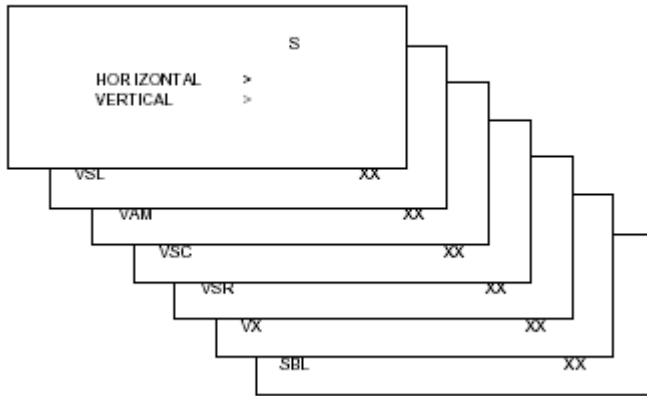 S
HORIZONTAL >
VERTICAL >
VSL XX
VAM XX
VSC XX
VSR XX
VX XX
SBL XX